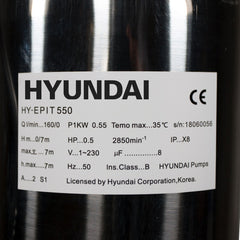 HYUNDAI
CE
HY-EPIT 550
Q l/min...160/0 P1KW 0.55 Temo max...35℃ s/n:18060056
H m...0/7m HP...0.5 2850min⁻¹ IP...X8
max...7m V...1~230 µF...........8
h.max...7m Hz...50 Ins.Class B HYUNDAI Pumps
A...2 S1 Licensed by Hyundai Corporation,Korea.